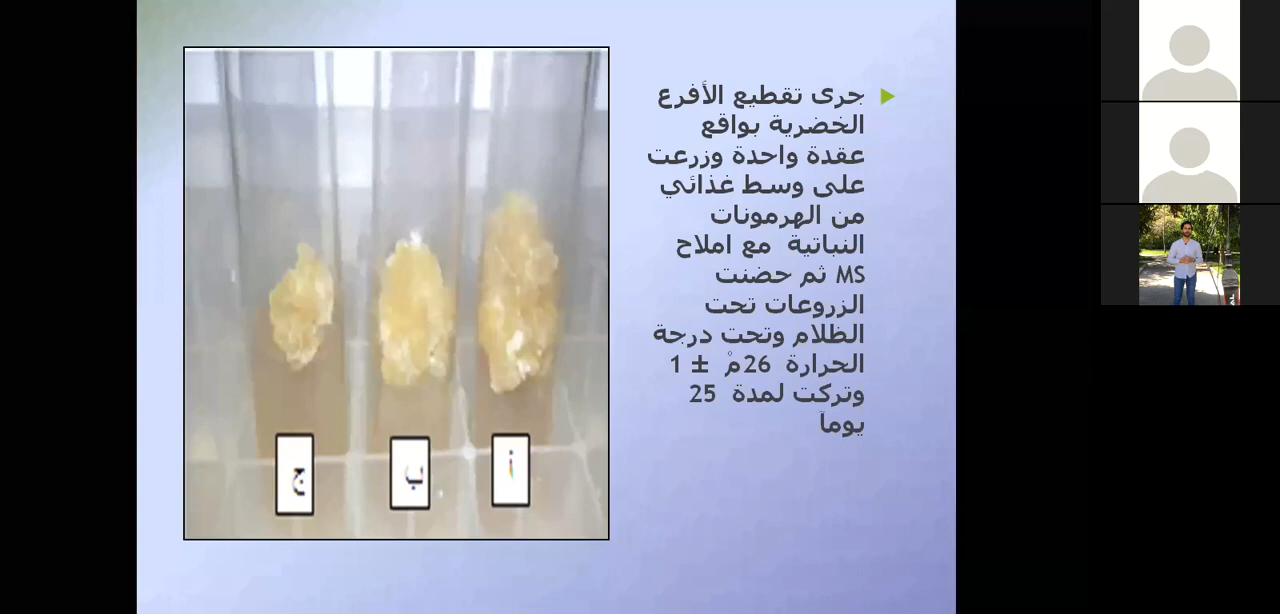 جرى تقطيع الأفرع
الخضرية بواقع
عقدة واحدة وزرعت
على وسط غذائي
من الهرمونات
النباتية مع املاح
MS ثم حضنت
الزروعات تحت
الظلام وتحت درجة
الحرارة 26مْ ± 1
وتركت لمدة 25
يوماً
أ
ب
ج